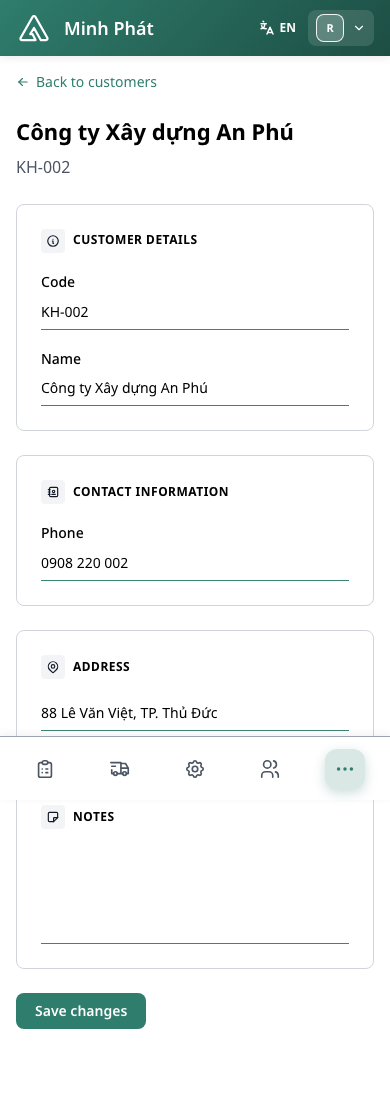 Minh Phát
EN
R
Back to customers
Công ty Xây dựng An Phú
KH-002
CUSTOMER DETAILS
Code
KH-002
Name
Công ty Xây dựng An Phú
CONTACT INFORMATION
Phone
0908 220 002
ADDRESS
88 Lê Văn Việt, TP. Thủ Đức
NOTES
Save changes